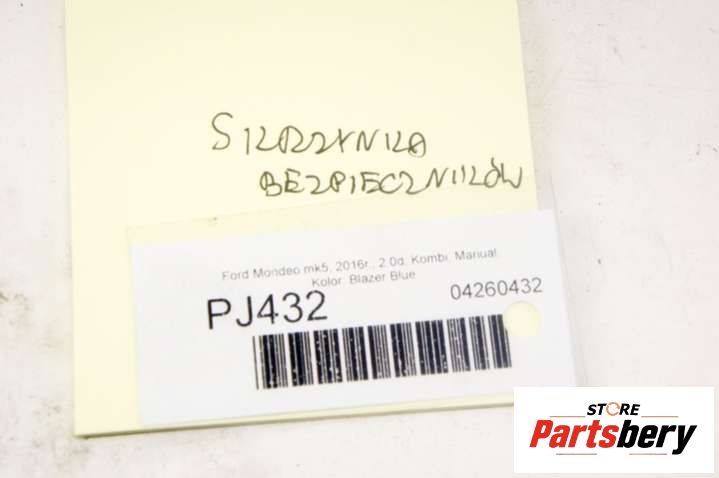 SKRZYNKA
BEZPIECZNIKÓW
Ford Mondeo mk5, 2016r., 2.0d, Kombi, Manual,
Kolor: Blazer Blue
PJ432
04260432
STORE
Partsbery